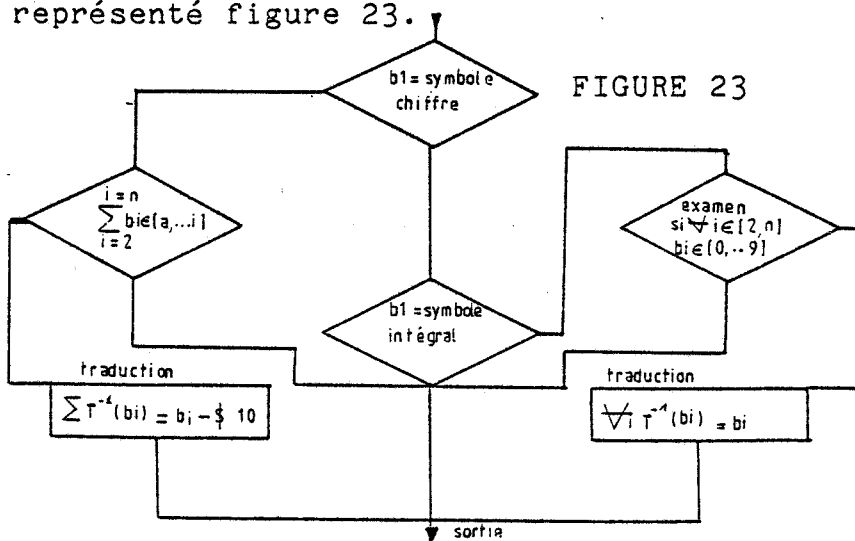 représenté figure 23.
b1 = symbole
chiffre
FIGURE 23
i = n
∑ bi∈[a,...i]
i = 2
examen
si ∀ i∈[2,n]
bi∈[0,..9]
b1 = symbole
intégral
traduction
∑ T⁻¹(bi) = bi - $ 10
traduction
∀i T⁻¹(bi) = bi
sortie